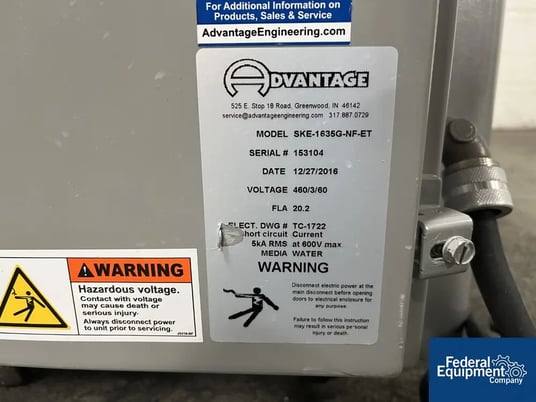 For Additional Information on
Products, Sales & Service
AdvantageEngineering.com
ADVANTAGE
525 E. Stop 18 Road, Greenwood, IN 46142
service@advantageengineering.com 317.887.0729
MODEL SKE-1635G-NF-ET
SERIAL # 153104
DATE 12/27/2016
VOLTAGE 460/3/60
FLA 20.2
ELECT. DWG # TC-1722
short circuit Current
5kA RMS at 600V max
MEDIA WATER
WARNING
Disconnect electric power at the
main disconnect before opening
doors to electrical enclosure for
any purpose.
Failure to follow this instruction
may result in serious personal
injury or death.
WARNING
Hazardous voltage.
Contact with voltage
may cause death or
serious injury.
Always disconnect power
to unit prior to servicing.
Federal
Equipment
Company